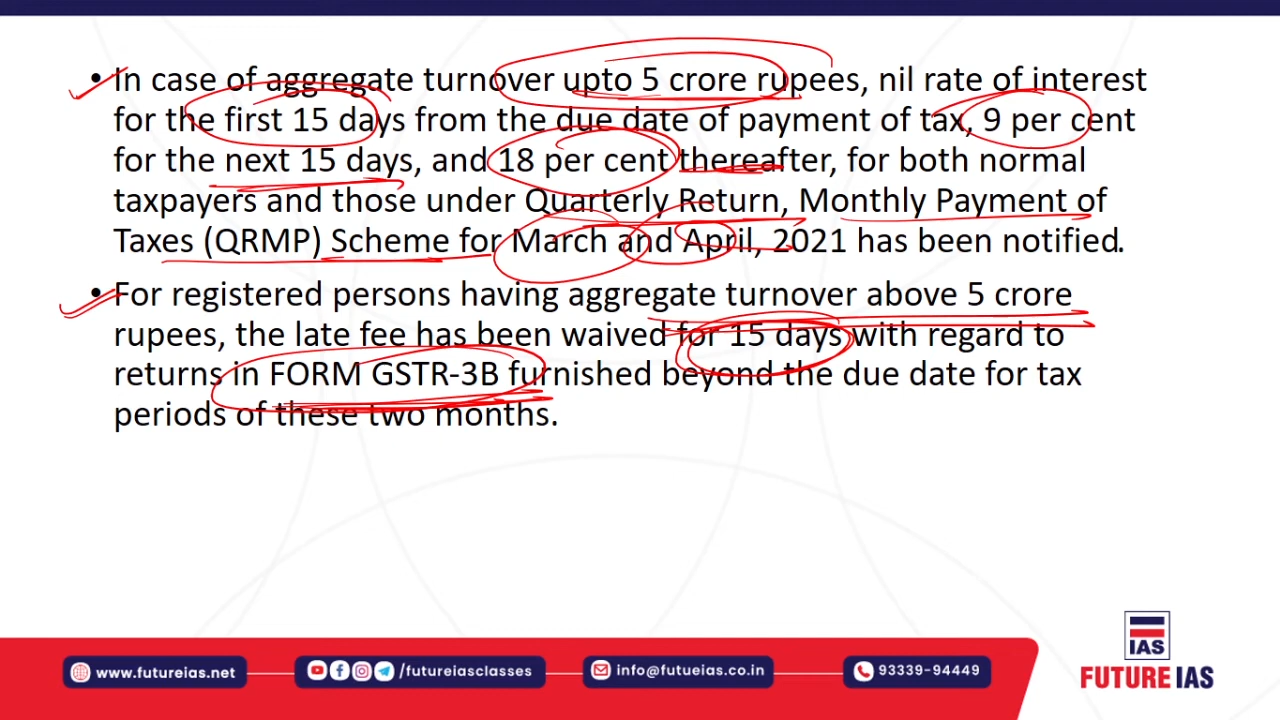 • In case of aggregate turnover upto 5 crore rupees, nil rate of interest
for the first 15 days from the due date of payment of tax, 9 per cent
for the next 15 days, and 18 per cent thereafter, for both normal
taxpayers and those under Quarterly Return, Monthly Payment of
Taxes (QRMP) Scheme for March and April, 2021 has been notified.
• For registered persons having aggregate turnover above 5 crore
rupees, the late fee has been waived for 15 days with regard to
returns in FORM GSTR-3B furnished beyond the due date for tax
periods of these two months.
IAS
FUTURE IAS
www.futureias.net
/futureiasclasses
info@futueias.co.in
93339-94449